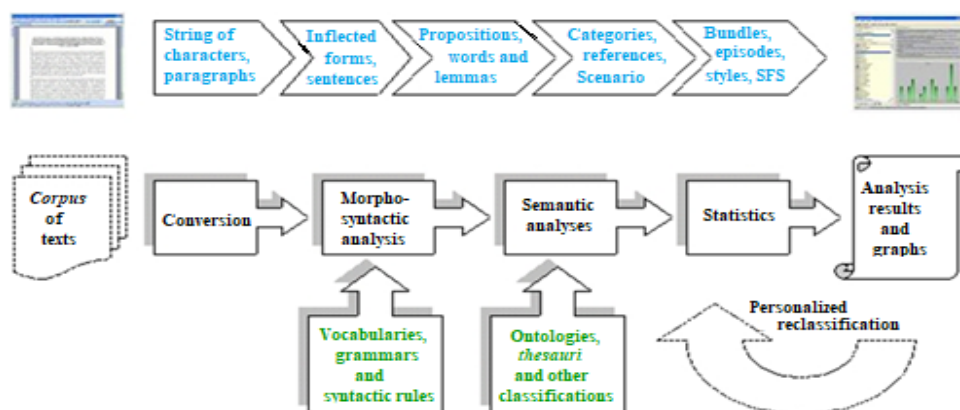 String of
characters,
paragraphs
Inflected
forms,
sentences
Propositions,
words and
lemmas
Categories,
references,
Scenario
Bundles,
episodes,
styles, SFS
Corpus
of
texts
Conversion
Morpho-
syntactic
analysis
Semantic
analyses
Statistics
Analysis
results
and
graphs
Vocabularies,
grammars
and
syntactic rules
Ontologies,
thesauri
and other
classifications
Personalized
reclassification